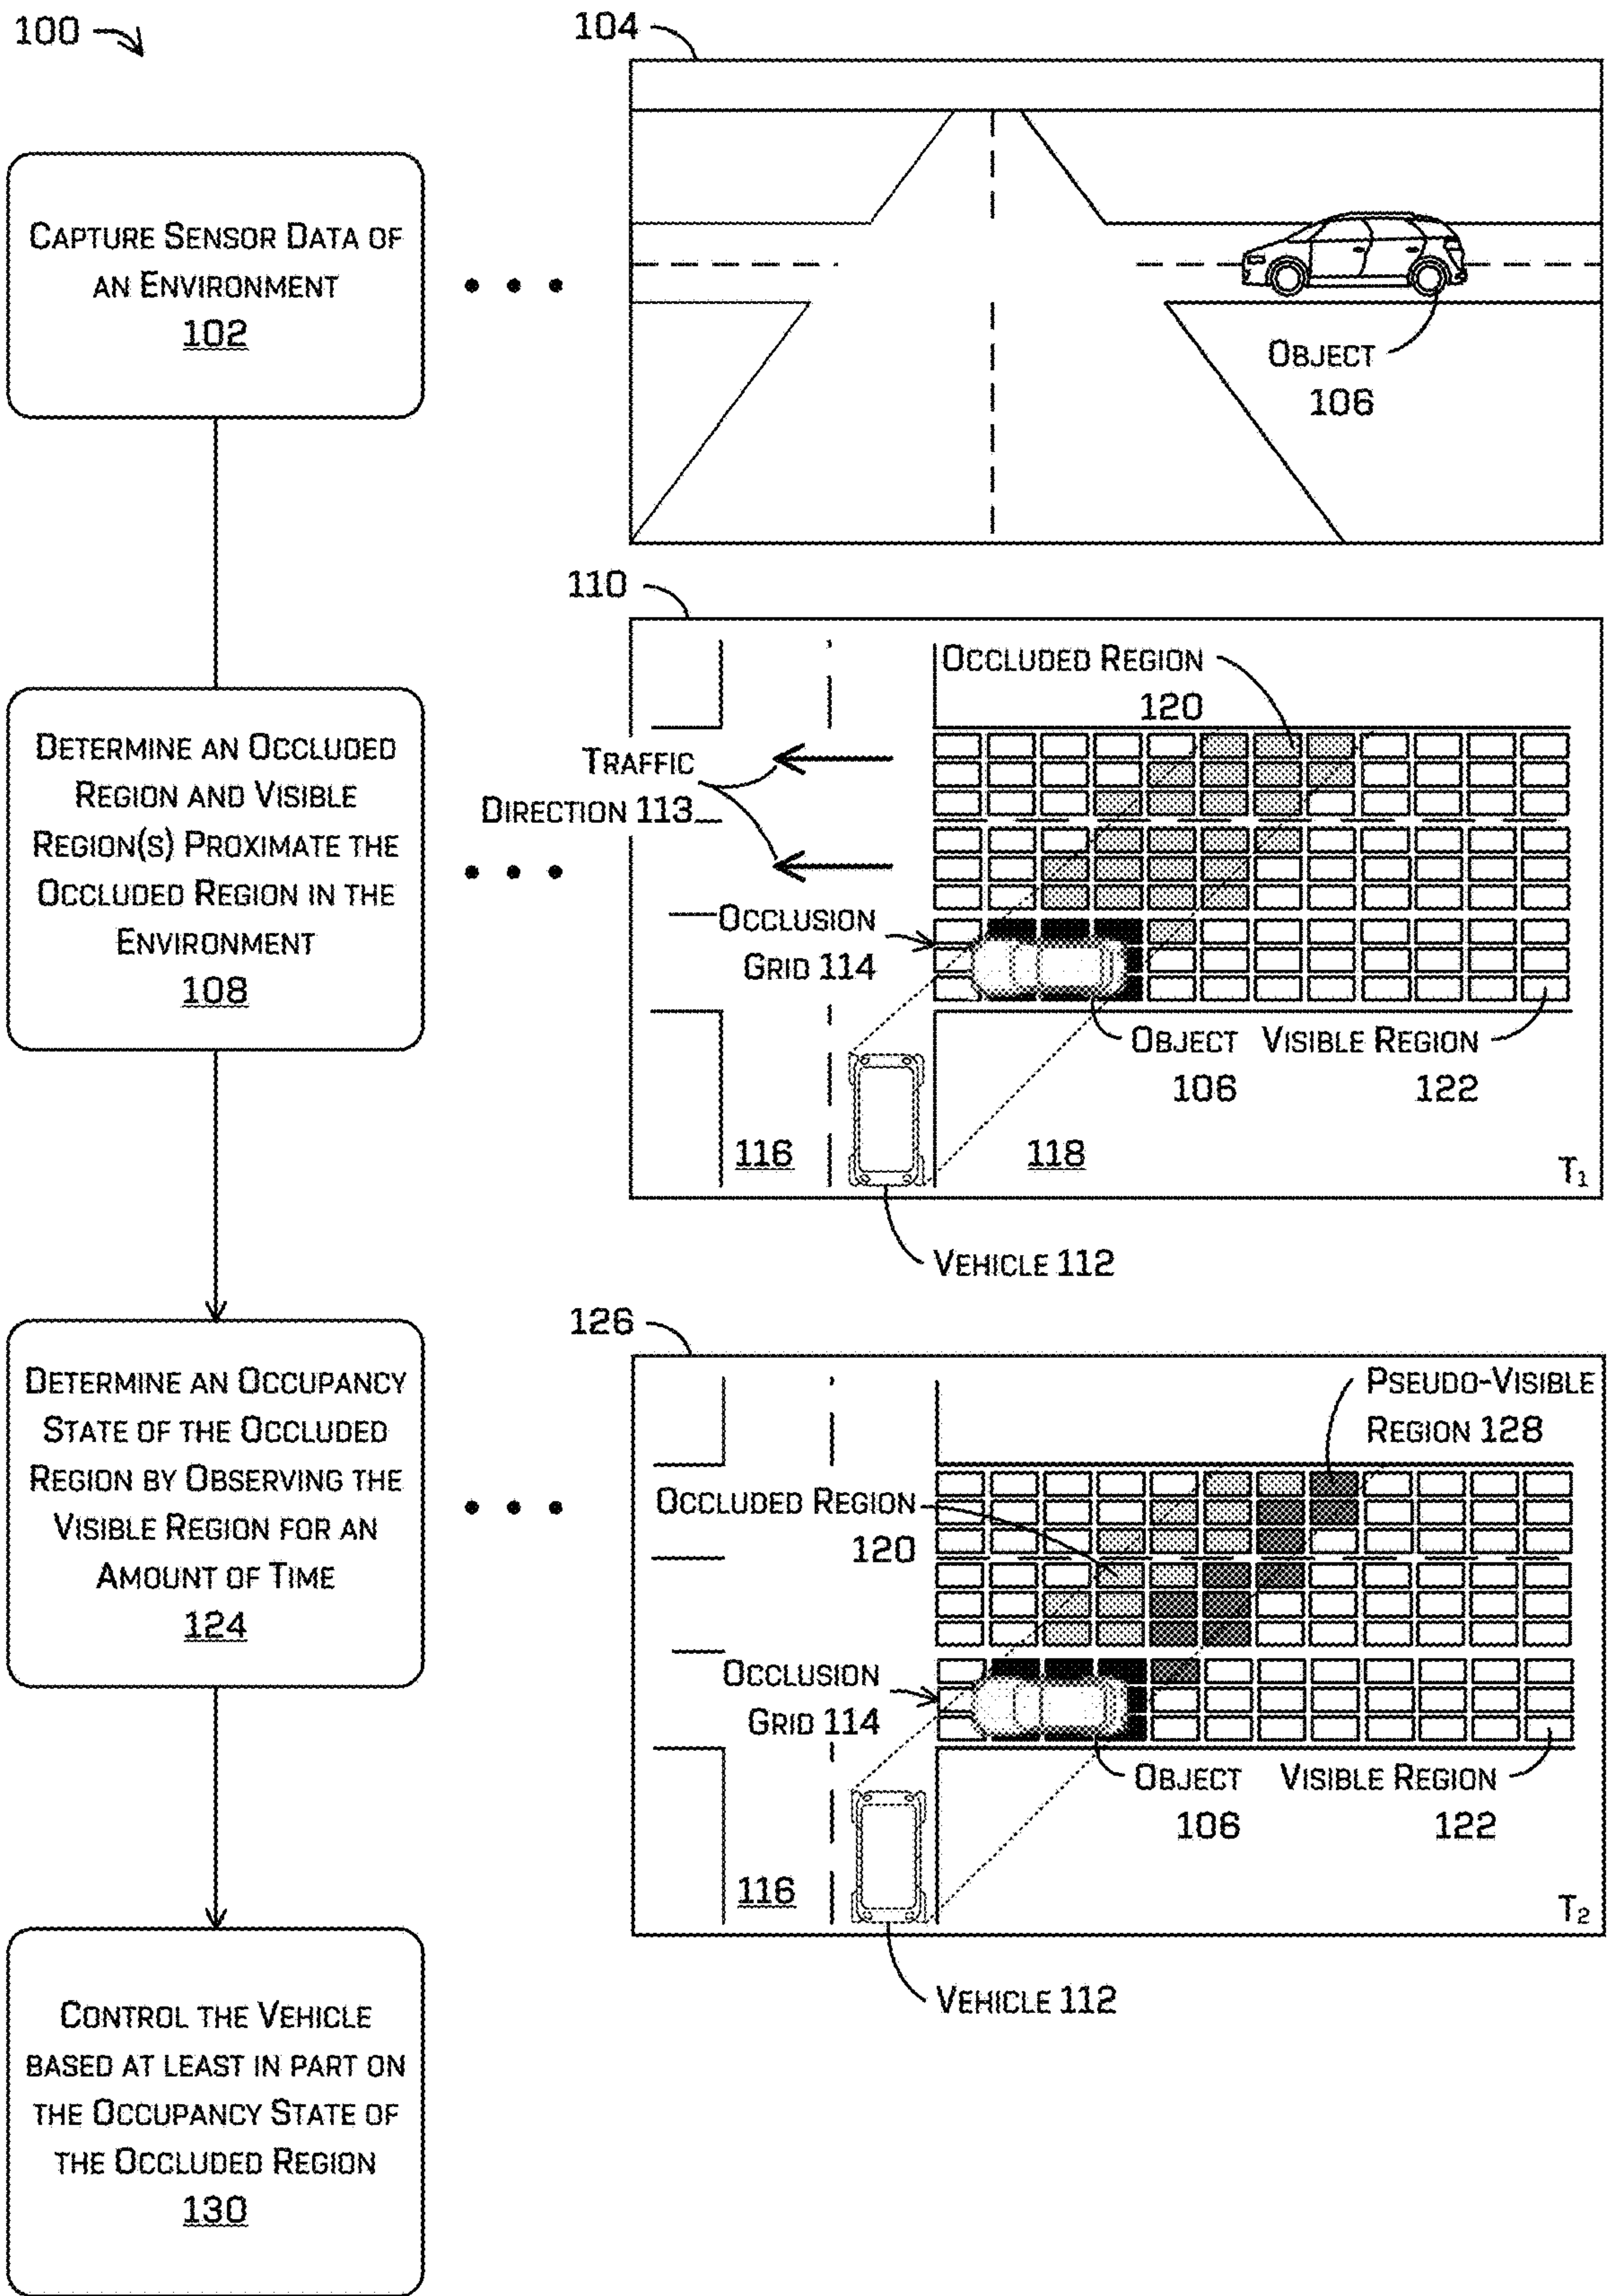 100
104
CAPTURE SENSOR DATA OF
AN ENVIRONMENT
102
OBJECT
106
110
DETERMINE AN OCCLUDED
REGION AND VISIBLE
REGION(S) PROXIMATE THE
OCCLUDED REGION IN THE
ENVIRONMENT
108
OCCLUDED REGION
120
TRAFFIC
DIRECTION 113
OCCLUSION
GRID 114
OBJECT
106
VISIBLE REGION
122
116
118
T1
VEHICLE 112
126
DETERMINE AN OCCUPANCY
STATE OF THE OCCLUDED
REGION BY OBSERVING THE
VISIBLE REGION FOR AN
AMOUNT OF TIME
124
PSEUDO-VISIBLE
REGION 128
OCCLUDED REGION
120
OCCLUSION
GRID 114
OBJECT
106
VISIBLE REGION
122
116
T2
VEHICLE 112
CONTROL THE VEHICLE
BASED AT LEAST IN PART ON
THE OCCUPANCY STATE OF
THE OCCLUDED REGION
130